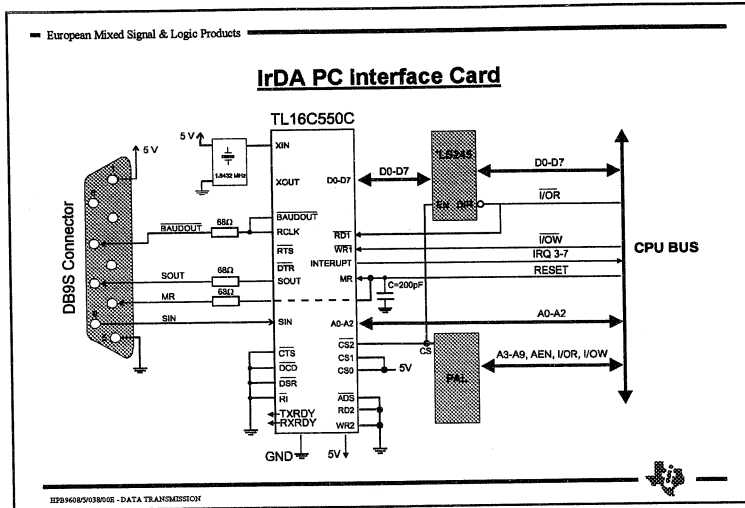 European Mixed Signal & Logic Products
IrDA PC Interface Card
TL16C550C
5 V
5 V
XIN
1.8432 MHz
XOUT
D0-D7
D0-D7
'LS245
D0-D7
EN DIR
I/OR
BAUDOUT
BAUDOUT
68Ω
RCLK
RD1
RTS
WR1
I/OW
CPU BUS
INTERUPT
IRQ 3-7
DTR
SOUT
68Ω
SOUT
MR
C=200pF
RESET
MR
68Ω
DB9S Connector
SIN
SIN
A0-A2
A0-A2
CS2
CS
CTS
CS1
DCD
CS0
5V
PAL
A3-A9, AEN, I/OR, I/OW
DSR
RI
ADS
TXRDY
RD2
RXRDY
WR2
GND
5V
HPB9608/5/038/00E - DATA TRANSMISSION